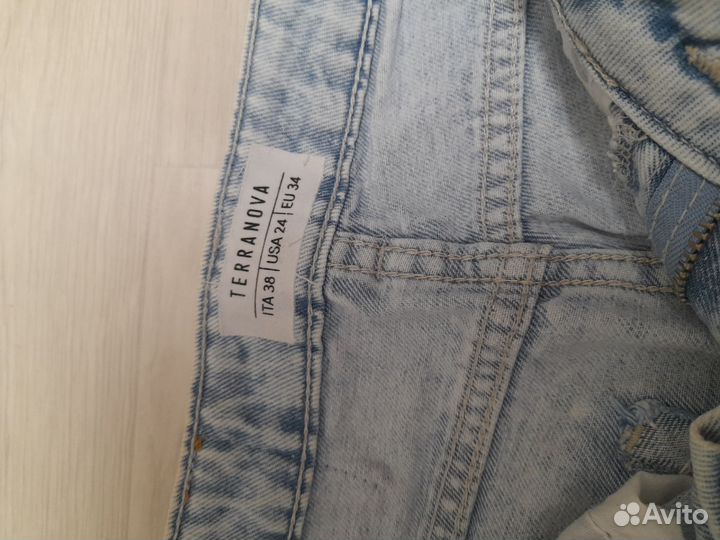 TERRANOVA
ITA 38 | USA 24 | EU 34
Avito